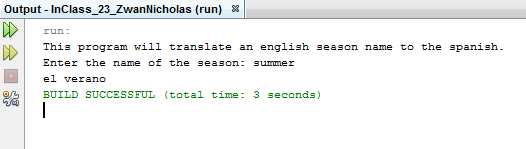 Output - InClass_23_ZwanNicholas (run)
run:
This program will translate an english season name to the spanish.
Enter the name of the season: summer
el verano
BUILD SUCCESSFUL (total time: 3 seconds)